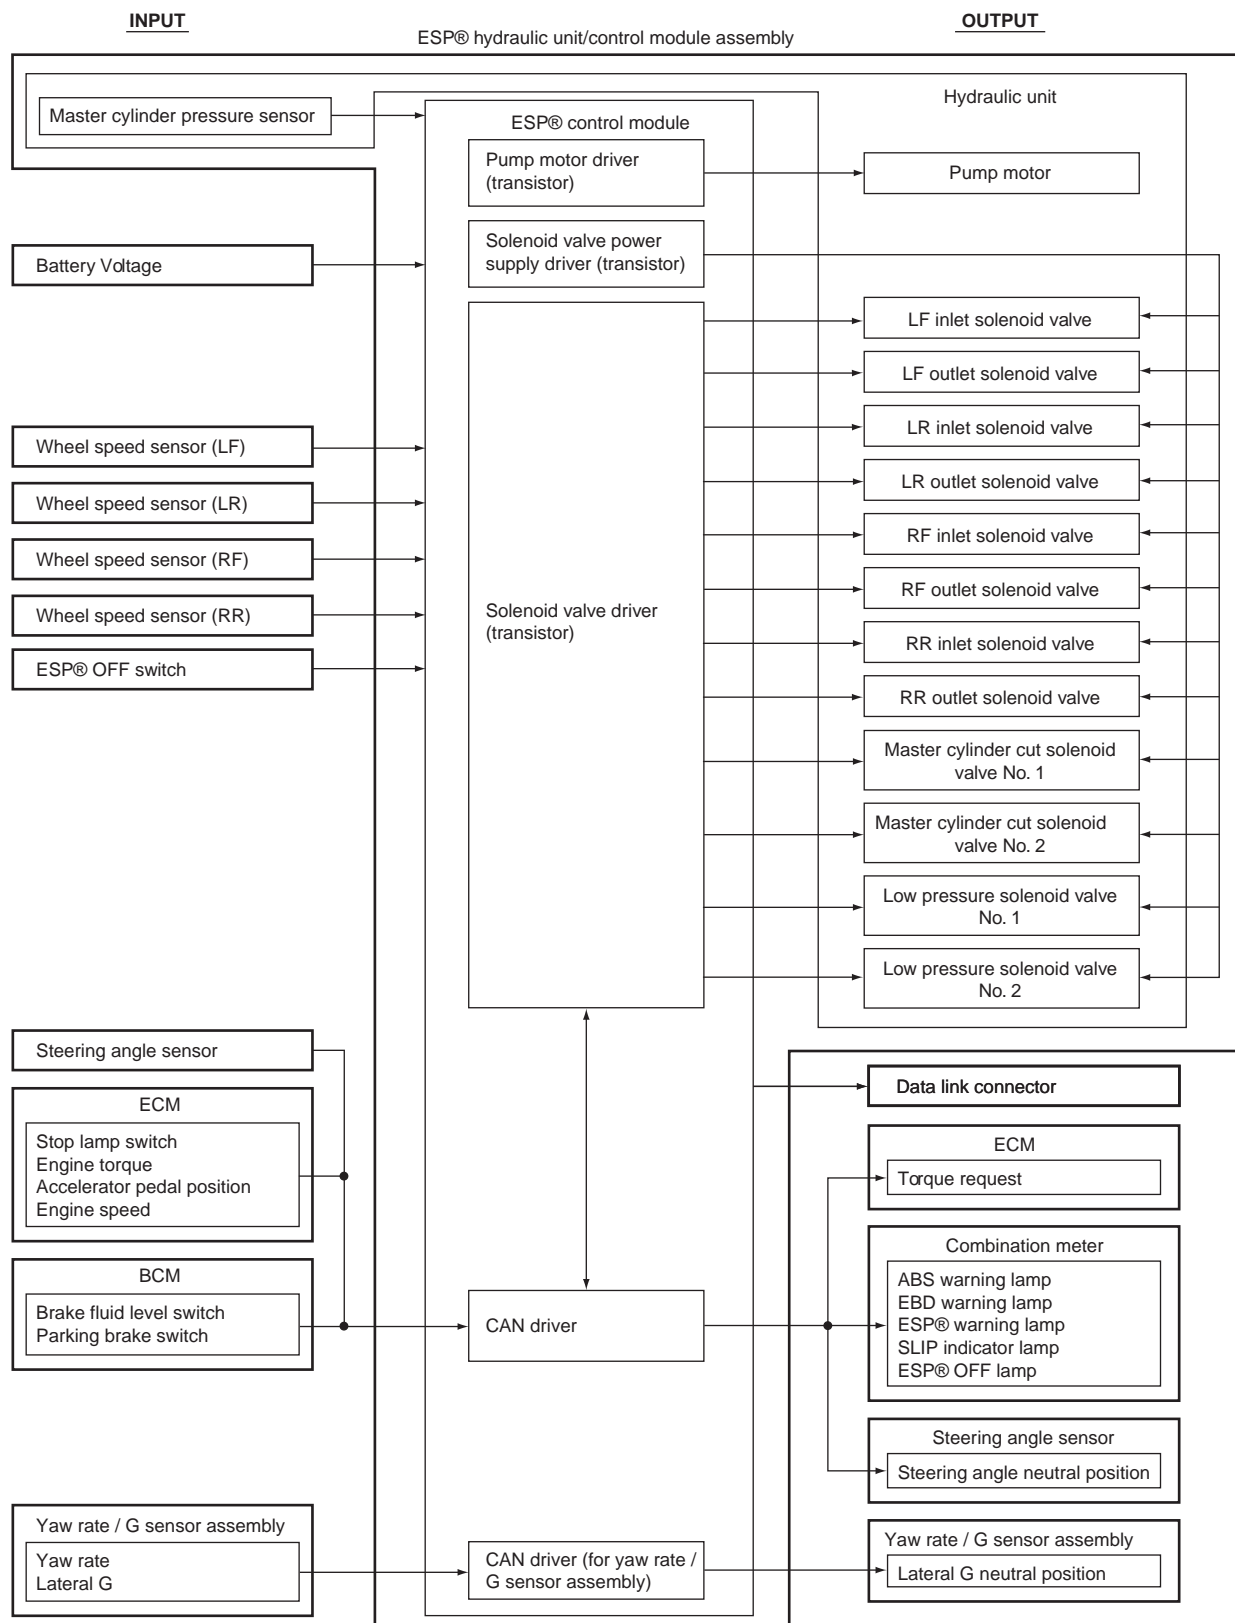 INPUT
OUTPUT
ESP® hydraulic unit/control module assembly
Hydraulic unit
Master cylinder pressure sensor
ESP® control module
Pump motor driver
(transistor)
Pump motor
Solenoid valve power
supply driver (transistor)
Battery Voltage
LF inlet solenoid valve
LF outlet solenoid valve
LR inlet solenoid valve
LR outlet solenoid valve
RF inlet solenoid valve
RF outlet solenoid valve
RR inlet solenoid valve
RR outlet solenoid valve
Master cylinder cut solenoid
valve No. 1
Master cylinder cut solenoid
valve No. 2
Low pressure solenoid valve
No. 1
Low pressure solenoid valve
No. 2
Wheel speed sensor (LF)
Wheel speed sensor (LR)
Wheel speed sensor (RF)
Wheel speed sensor (RR)
ESP® OFF switch
Solenoid valve driver
(transistor)
Steering angle sensor
ECM
Stop lamp switch
Engine torque
Accelerator pedal position
Engine speed
BCM
Brake fluid level switch
Parking brake switch
CAN driver
Data link connector
ECM
Torque request
Combination meter
ABS warning lamp
EBD warning lamp
ESP® warning lamp
SLIP indicator lamp
ESP® OFF lamp
Steering angle sensor
Steering angle neutral position
Yaw rate / G sensor assembly
Yaw rate
Lateral G
CAN driver (for yaw rate /
G sensor assembly)
Yaw rate / G sensor assembly
Lateral G neutral position